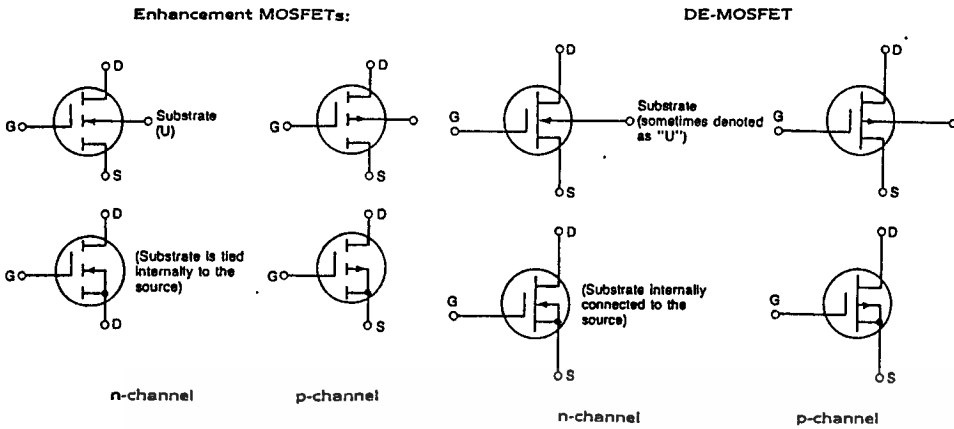 Enhancement MOSFETs:
DE-MOSFET
D
G
Substrate
(U)
S
D
G
S
D
G
Substrate
(sometimes denoted
as "U")
S
D
G
S
D
G
(Substrate is tied
internally to the
source)
D
D
G
S
D
G
(Substrate internally
connected to the
source)
S
D
G
S
n-channel
p-channel
n-channel
p-channel